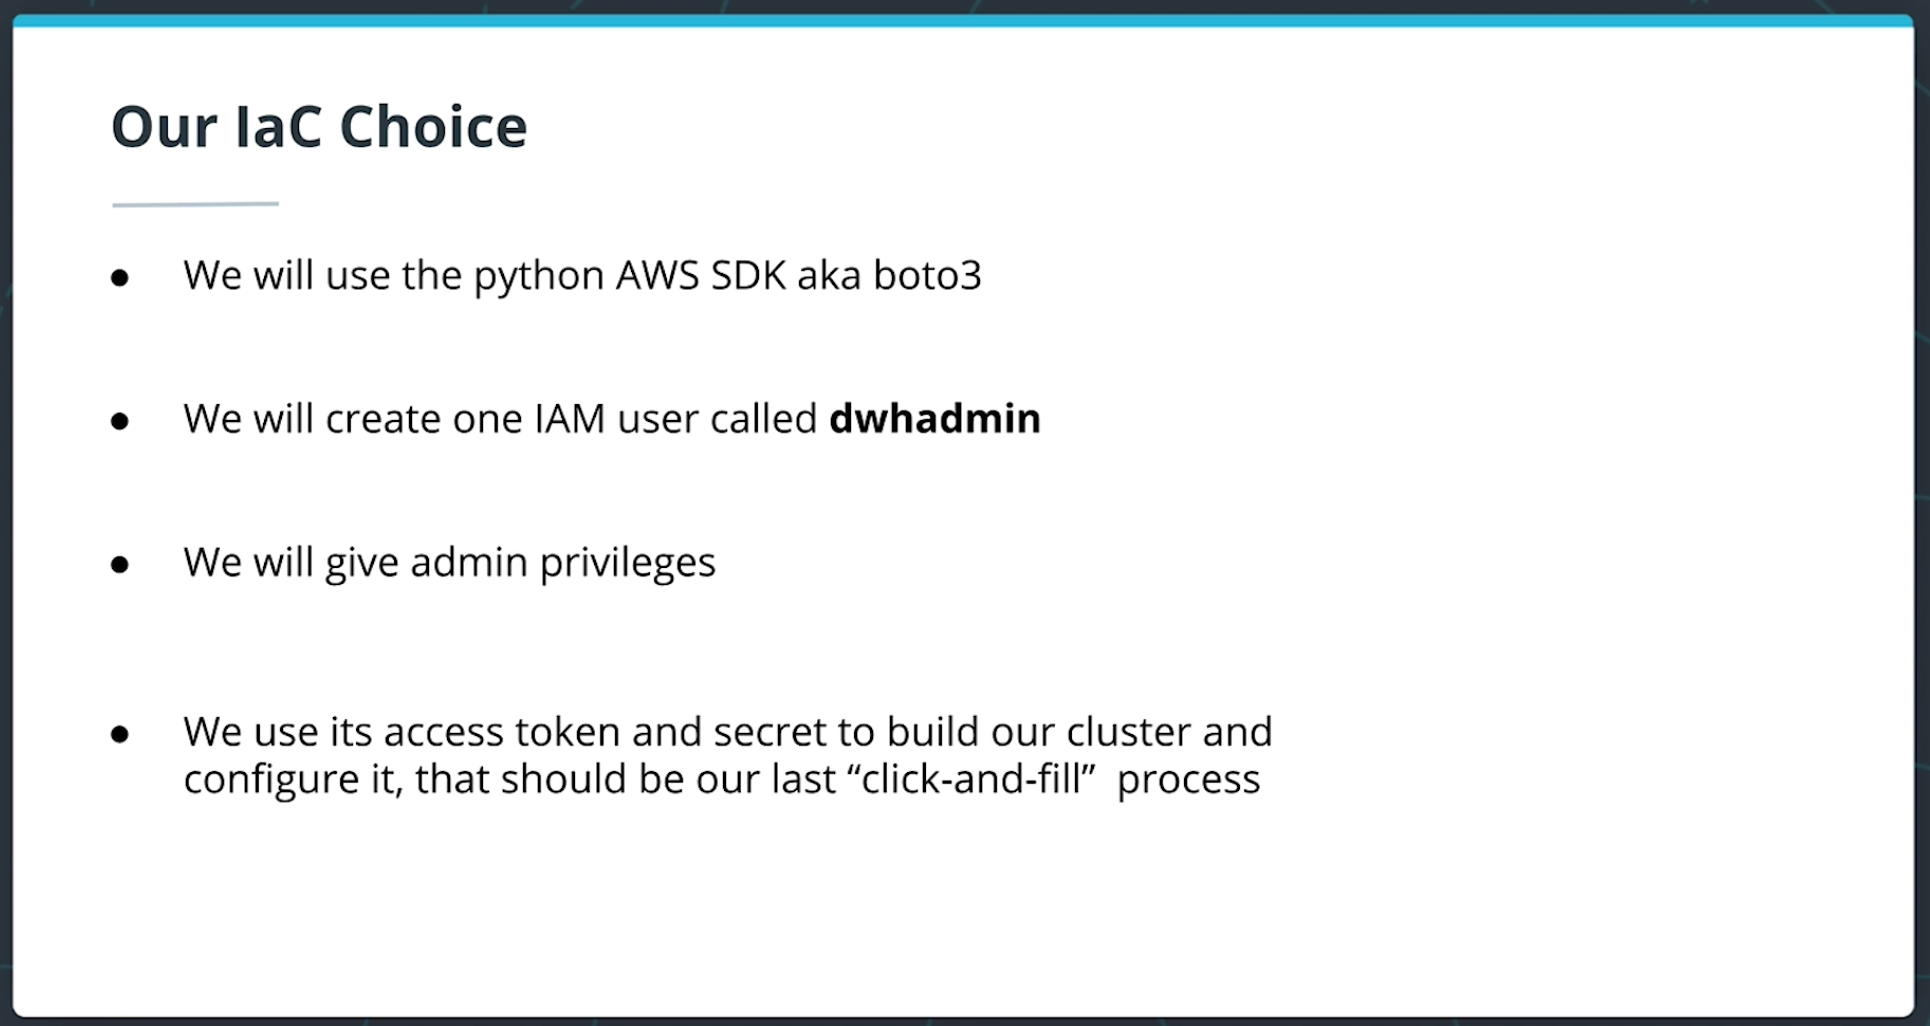 Our IaC Choice
● We will use the python AWS SDK aka boto3
● We will create one IAM user called dwhadmin
● We will give admin privileges
● We use its access token and secret to build our cluster and
configure it, that should be our last “click-and-fill”  process